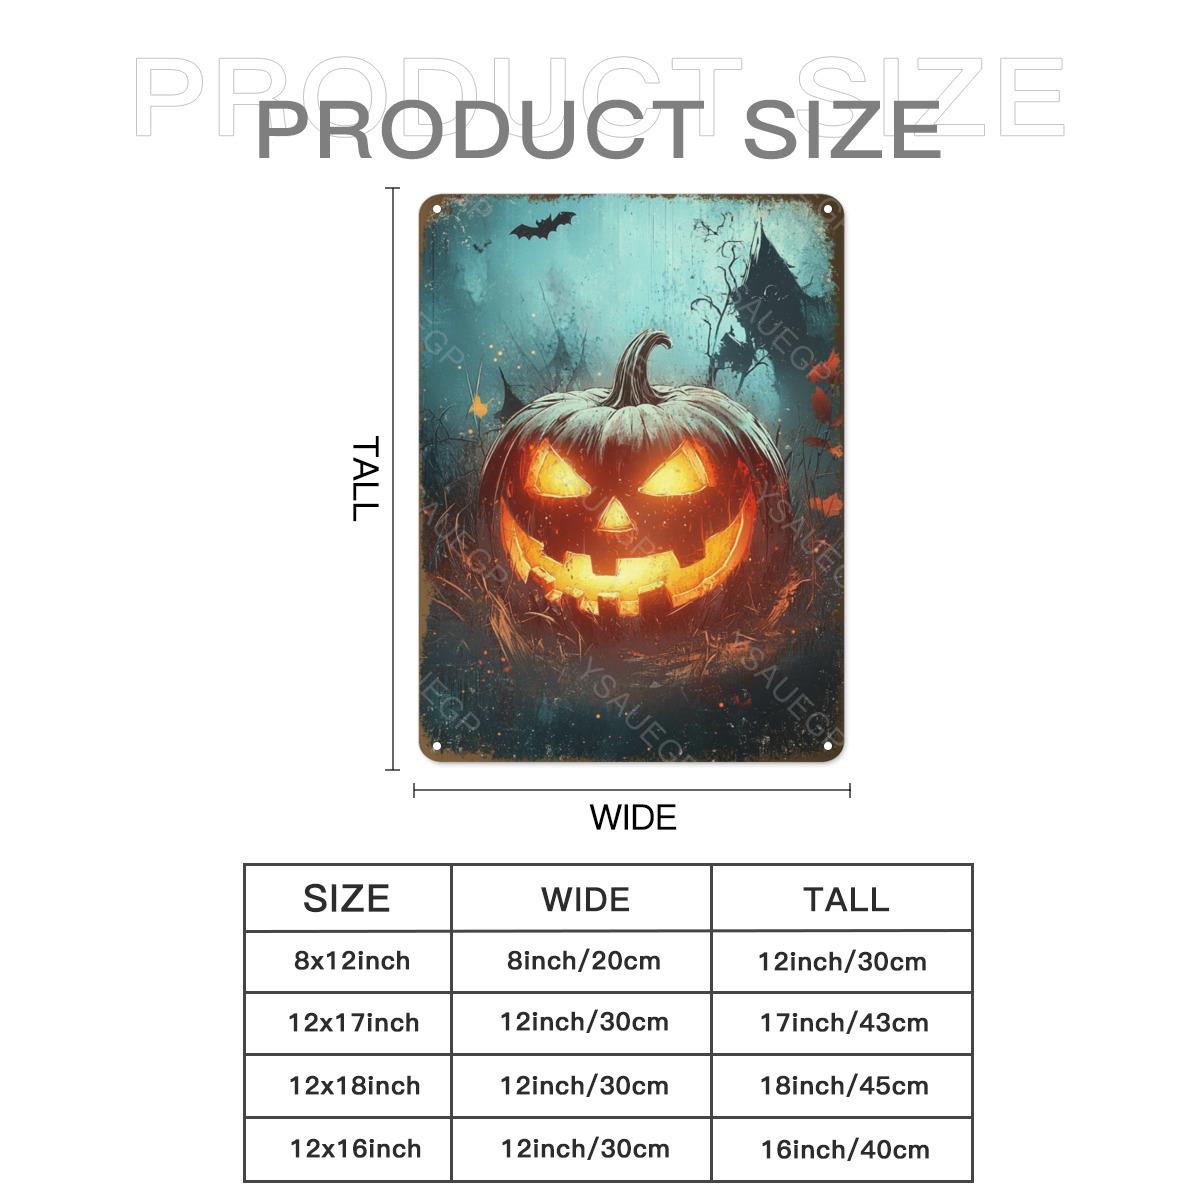 PRODUCT SIZE
PRODUCT SIZE
TALL
YSAUEGP
YSAUEGP
WIDE
SIZE WIDE TALL
8x12inch 8inch/20cm 12inch/30cm
12x17inch 12inch/30cm 17inch/43cm
12x18inch 12inch/30cm 18inch/45cm
12x16inch 12inch/30cm 16inch/40cm